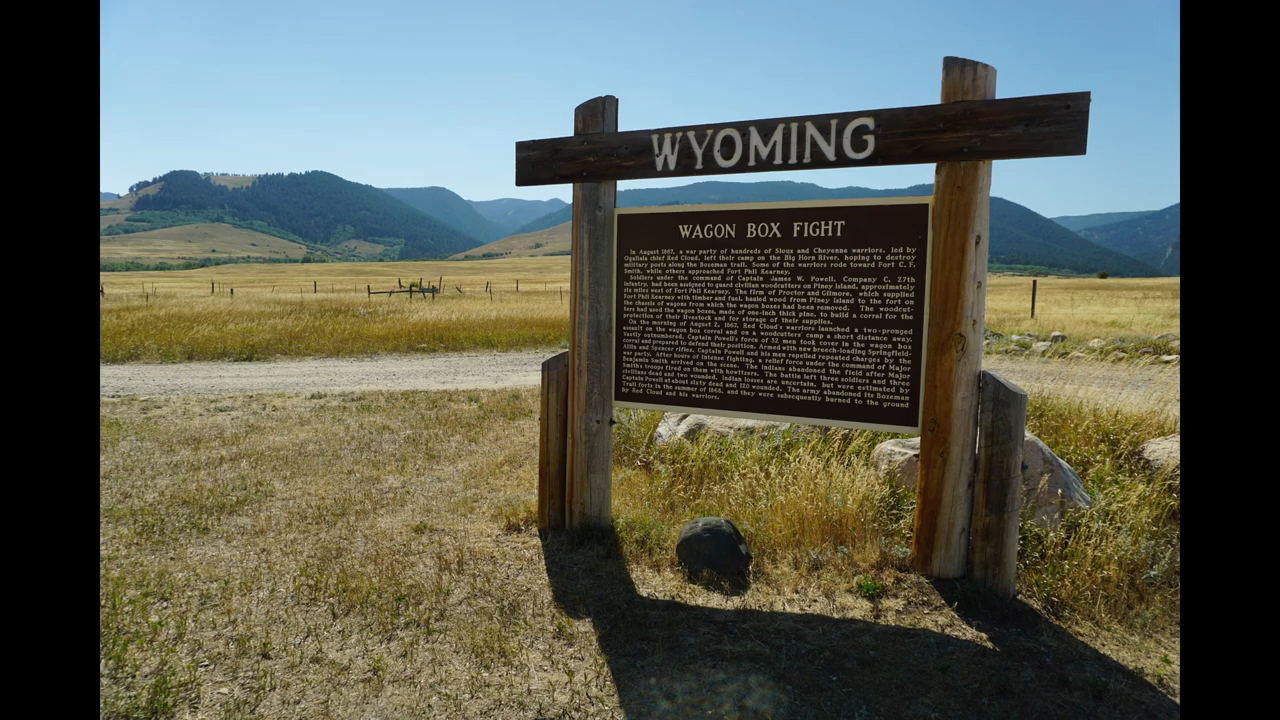 WYOMING
WAGON BOX FIGHT
In August 1867, a war party of hundreds of Sioux and Cheyenne warriors, led by
Ogallala chief Red Cloud, left their camp on the Big Horn River, hoping to destroy
military posts along the Bozeman trail. Some of the warriors rode toward Fort C. F.
Smith, while others approached Fort Phil Kearney.
Soldiers under the command of Captain James W. Powell, Company C, 27th
infantry, had been assigned to guard civilian woodcutters on Piney island, approximately
six miles west of Fort Phil Kearney. The firm of Proctor and Gilmore, which supplied
Fort Phil Kearney with timber and fuel, hauled wood from Piney Island to the fort on
the chassis of wagons from which the wagon boxes had been removed. The woodcut-
ters had used the wagon boxes, made of one-inch thick pine, to build a corral for the
protection of their livestock and for storage of their supplies.
On the morning of August 2, 1867, Red Cloud's warriors launched a two-pronged
assault on the wagon box corral and on a woodcutters' camp a short distance away.
Vastly outnumbered, Captain Powell's force of 32 men took cover in the wagon box
corral and prepared to defend their position. Armed with new breech-loading Springfield-
Allin and Spencer rifles, Captain Powell and his men repelled repeated charges by the
war party. After hours of intense fighting, a relief force under the command of Major
Benjamin Smith arrived on the scene. The Indians abandoned the field after Major
Smith's troops fired on them with howitzers. The battle left three soldiers and three
civilians dead and two wounded. Indian losses are uncertain, but were estimated by
Captain Powell at about sixty dead and 120 wounded. The army abandoned its Bozeman
Trail forts in the summer of 1868, and they were subsequently burned to the ground
by Red Cloud and his warriors.